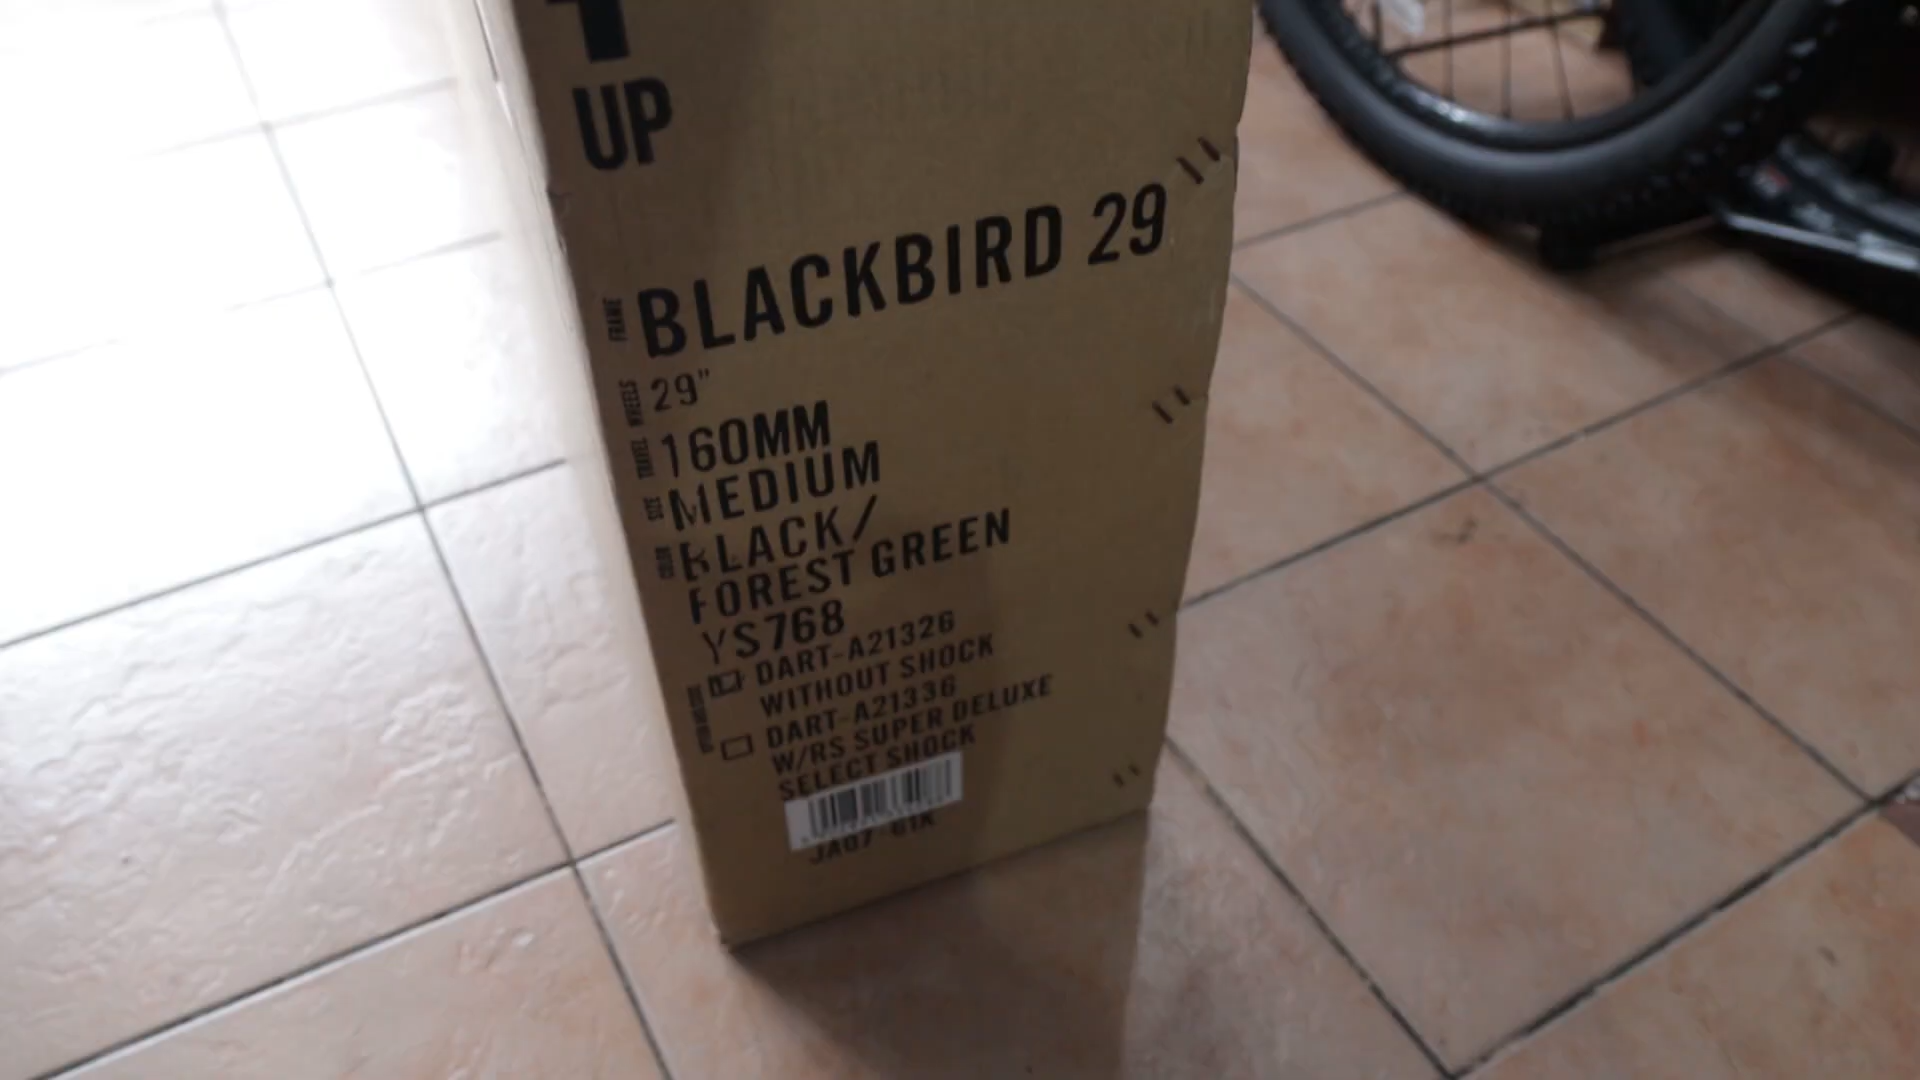 UP
FRAME BLACKBIRD 29
WHEELS 29"
TRAVEL 160MM
SIZE MEDIUM
COLOR BLACK/
FOREST GREEN
YS768
DART-A21326
WITHOUT SHOCK
DART-A21336
W/RS SUPER DELUXE
SELECT SHOCK